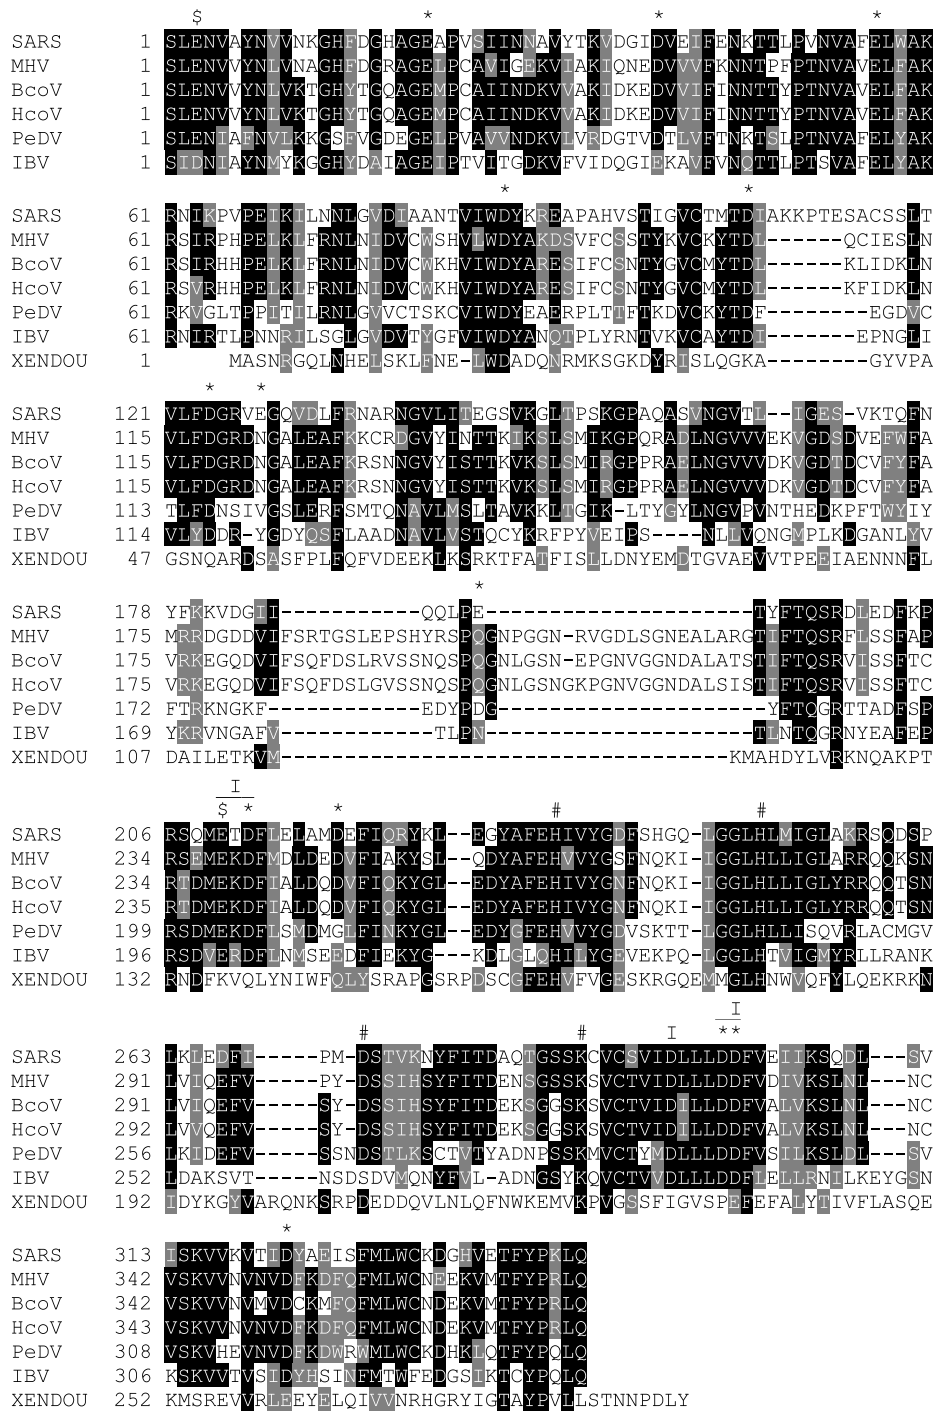 $ * * *
SARS 1 SLENVAYNVVNKGHFDGHAGEAPVSIINNAVYTKVDGIDVEIFENKTTLPVNVAFELWAK
MHV 1 SLENVVYNLVNAGHFDGRAGELPCAVIGEKVIAKIQNEDVVVFKNNTPFPTNVAVELFAK
BcoV 1 SLENVVYNLVKTGHYTGQAGEMPCAIINDKVVAKIDKEDVVIFINNTTYPTNVAVELFAK
HcoV 1 SLENVVYNLVKTGHYTGQAGEMPCAIINDKVVAKLDKEDVVIFINNTTYPTNVAVELFAK
PeDV 1 SLENIAFNVLKKGSFVGDEGELPVAVVNDKVLVRDGTVDTLVFTNKTSLPTNVAFELYAK
IBV 1 SIDNIAYNMYKGGHYDAIAGEIPTVITGDKVFVIDQGIEKAVFVNQTTLPTSVAFELYAK
* *
SARS 61 RNIKPVPEIKILNNLGVDIAANTVIWDYKREAPAHVSTIGVCTMTDIAKKPTESACSSLT
MHV 61 RSIRPHPELKLFRNLNIDVCWSHVLWDYAKDSVFCSSTYKVCKYTDL------QCIESLN
BcoV 61 RSIRHHPELKLFRNLNIDVCWKHVIWDYARESIFCSNTYGVCMYTDL------KLIDKLN
HcoV 61 RSVRHHPELKLFRNLNIDVCWKHVIWDYARESIFCSNTYGVCMYTDL------KFIDKLN
PeDV 61 RKVGLTPPITILRNLGVVCTSKCVIWDYEAERPLTTFTKDVCKYTDF--------EGDVC
IBV 61 RNIRTLPNNRILSGLGVDVTYGFVIWDYANQTPLYRNTVKVCAYTDI-------EPNGLI
XENDOU 1 MASNRGQLNHELSKLFNE-LWDADQNRMKSGKDYRISLQGKA--------GYVPA
* *
SARS 121 VLFDGRVEGQVDLFRNARNGVLITEGSVKGLTPSKGPAQASVNGVTL--IGES-VKTQFN
MHV 115 VLFDGRDNGALEAFKKCRDGVYINTTKIKSLSMIKGPQRADLNGVVVEKVGDSDVEFWFA
BcoV 115 VLFDGRDNGALEAFKRSNNGVYISTTKVKSLSMIRGPPRAELNGVVVDKVGDTDCVFYFA
HcoV 115 VLFDGRDNGALEAFKRSNNGVYISTTKVKSLSMIRGPPRAELNGVVVDKVGDTDCVFYFA
PeDV 113 TLFDNSIVGSLERFSMTQNAVLMSLTAVKKLTGIK-LTYGYLNGVPVNTHEDKPFTWYIY
IBV 114 VLYDDR-YGDYQSFLAADNAVLVSTQCYKRFPYVEIPS----NLLVQNGMPLKDGANLYV
XENDOU 47 GSNQARDSASFPLFQFVDEEKLKSRKTFATFISLLDNYEMDTGVAEVVTPEEIAENNNFL
*
SARS 178 YFKKVDGII-----------QQLPE---------------------TYFTQSRDLEDFKP
MHV 175 MRRDGDDVIFSRTGSLEPSHYRSPQGNPGGN-RVGDLSGNEALARGTIFTQSRFLSSFAP
BcoV 175 VRKEGQDVIFSQFDSLRVSSNQSPQGNLGSN-EPGNVGGNDALATSTIFTQSRVISSFTC
HcoV 175 VRKEGQDVIFSQFDSLGVSSNQSPQGNLGSNGKPGNVGGNDALSISTIFTQSRVISSFTC
PeDV 172 FTRKNGKF------------EDYPDG---------------------YFTQGRTTADFSP
IBV 169 YKRVNGAFV------------TLPN---------------------TLNTQGRNYEAFEP
XENDOU 107 DAILETKVM-----------------------------------KMAHDYLVRKNQAKPT
I
$ * * # #
SARS 206 RSQMETDFLELAMDEFIQRYKL--EGYAFEHIVYGDFSHGQ-LGGLHLMIGLAKRSQDSP
MHV 234 RSEMEKDFMDLDEDVFIAKYSL--QDYAFEHVVYGSFNQKI-IGGLHLLIGLARRQQKSN
BcoV 234 RTDMEKDFIALDQDVFIQKYGL--EDYAFEHIVYGNFNQKI-IGGLHLLIGLYRRQQTSN
HcoV 235 RTDMEKDFIALDQDVFIQKYGL--EDYAFEHIVYGNFNQKI-IGGLHLLIGLYRRQQTSN
PeDV 199 RSDMEKDFLSMDMGLFINKYGL--EDYGFEHVVYGDVSKTT-LGGLHLLISQVRLACMGV
IBV 196 RSDVERDFLNMSEEDFIEKYG---KDLGLQHILYGEVEKPQ-LGGLHTVIGMYRLLRANK
XENDOU 132 RNDFKVQLYNIWFQLYSRAPGSRPDSCGFEHVFVGESKRGQEMMGLHNWVQFYLQEKRKN
I
# # I **
SARS 263 LKLEDFI-----PM-DSTVKNYFITDAQTGSSKCVCSVIDLLLDDFVEIIKSQDL---SV
MHV 291 LVIQEFV-----PY-DSSIHSYFITDENSGSSKSVCTVIDLLLDDFVDIVKSLNL---NC
BcoV 291 LVIQEFV-----SY-DSSIHSYFITDEKSGGSKSVCTVIDILLDDFVALVKSLNL---NC
HcoV 292 LVVQEFV-----SY-DSSIHSYFITDEKSGGSKSVCTVIDILLDDFVALVKSLNL---NC
PeDV 256 LKIDEFV-----SSNDSTLKSCTVTYADNPSSKMVCTYMDLLLDDFVSILKSLDL---SV
IBV 252 LDAKSVT-----NSDSDVMQNYFVL-ADNGSYKQVCTVVDLLLDDFLELLRNILKEYGSN
XENDOU 192 IDYKGYVARQNKSRPDEDDQVLNLQFNWKEMVKPVGSSFIGVSPEFEFALYTIVFLASQE
*
SARS 313 ISKVVKVTIDYAEISFMLWCKDGHVETFYPKLQ
MHV 342 VSKVVNVNVDFKDFQFMLWCNEEKVMTFYPRLQ
BcoV 342 VSKVVNVMVDCKMFQFMLWCNDEKVMTFYPRLQ
HcoV 343 VSKVVNVNVDFKDFQFMLWCNDEKVMTFYPRLQ
PeDV 308 VSKVHEVNVDFKDWRWMLWCKDHKLQTFYPQLQ
IBV 306 KSKVVTVSIDYHSINFMTWFEDGSIKTCYPQLQ
XENDOU 252 KMSREVVRLEEYELQIVVNRHGRYIGTAYPVLLSTNNPDLY